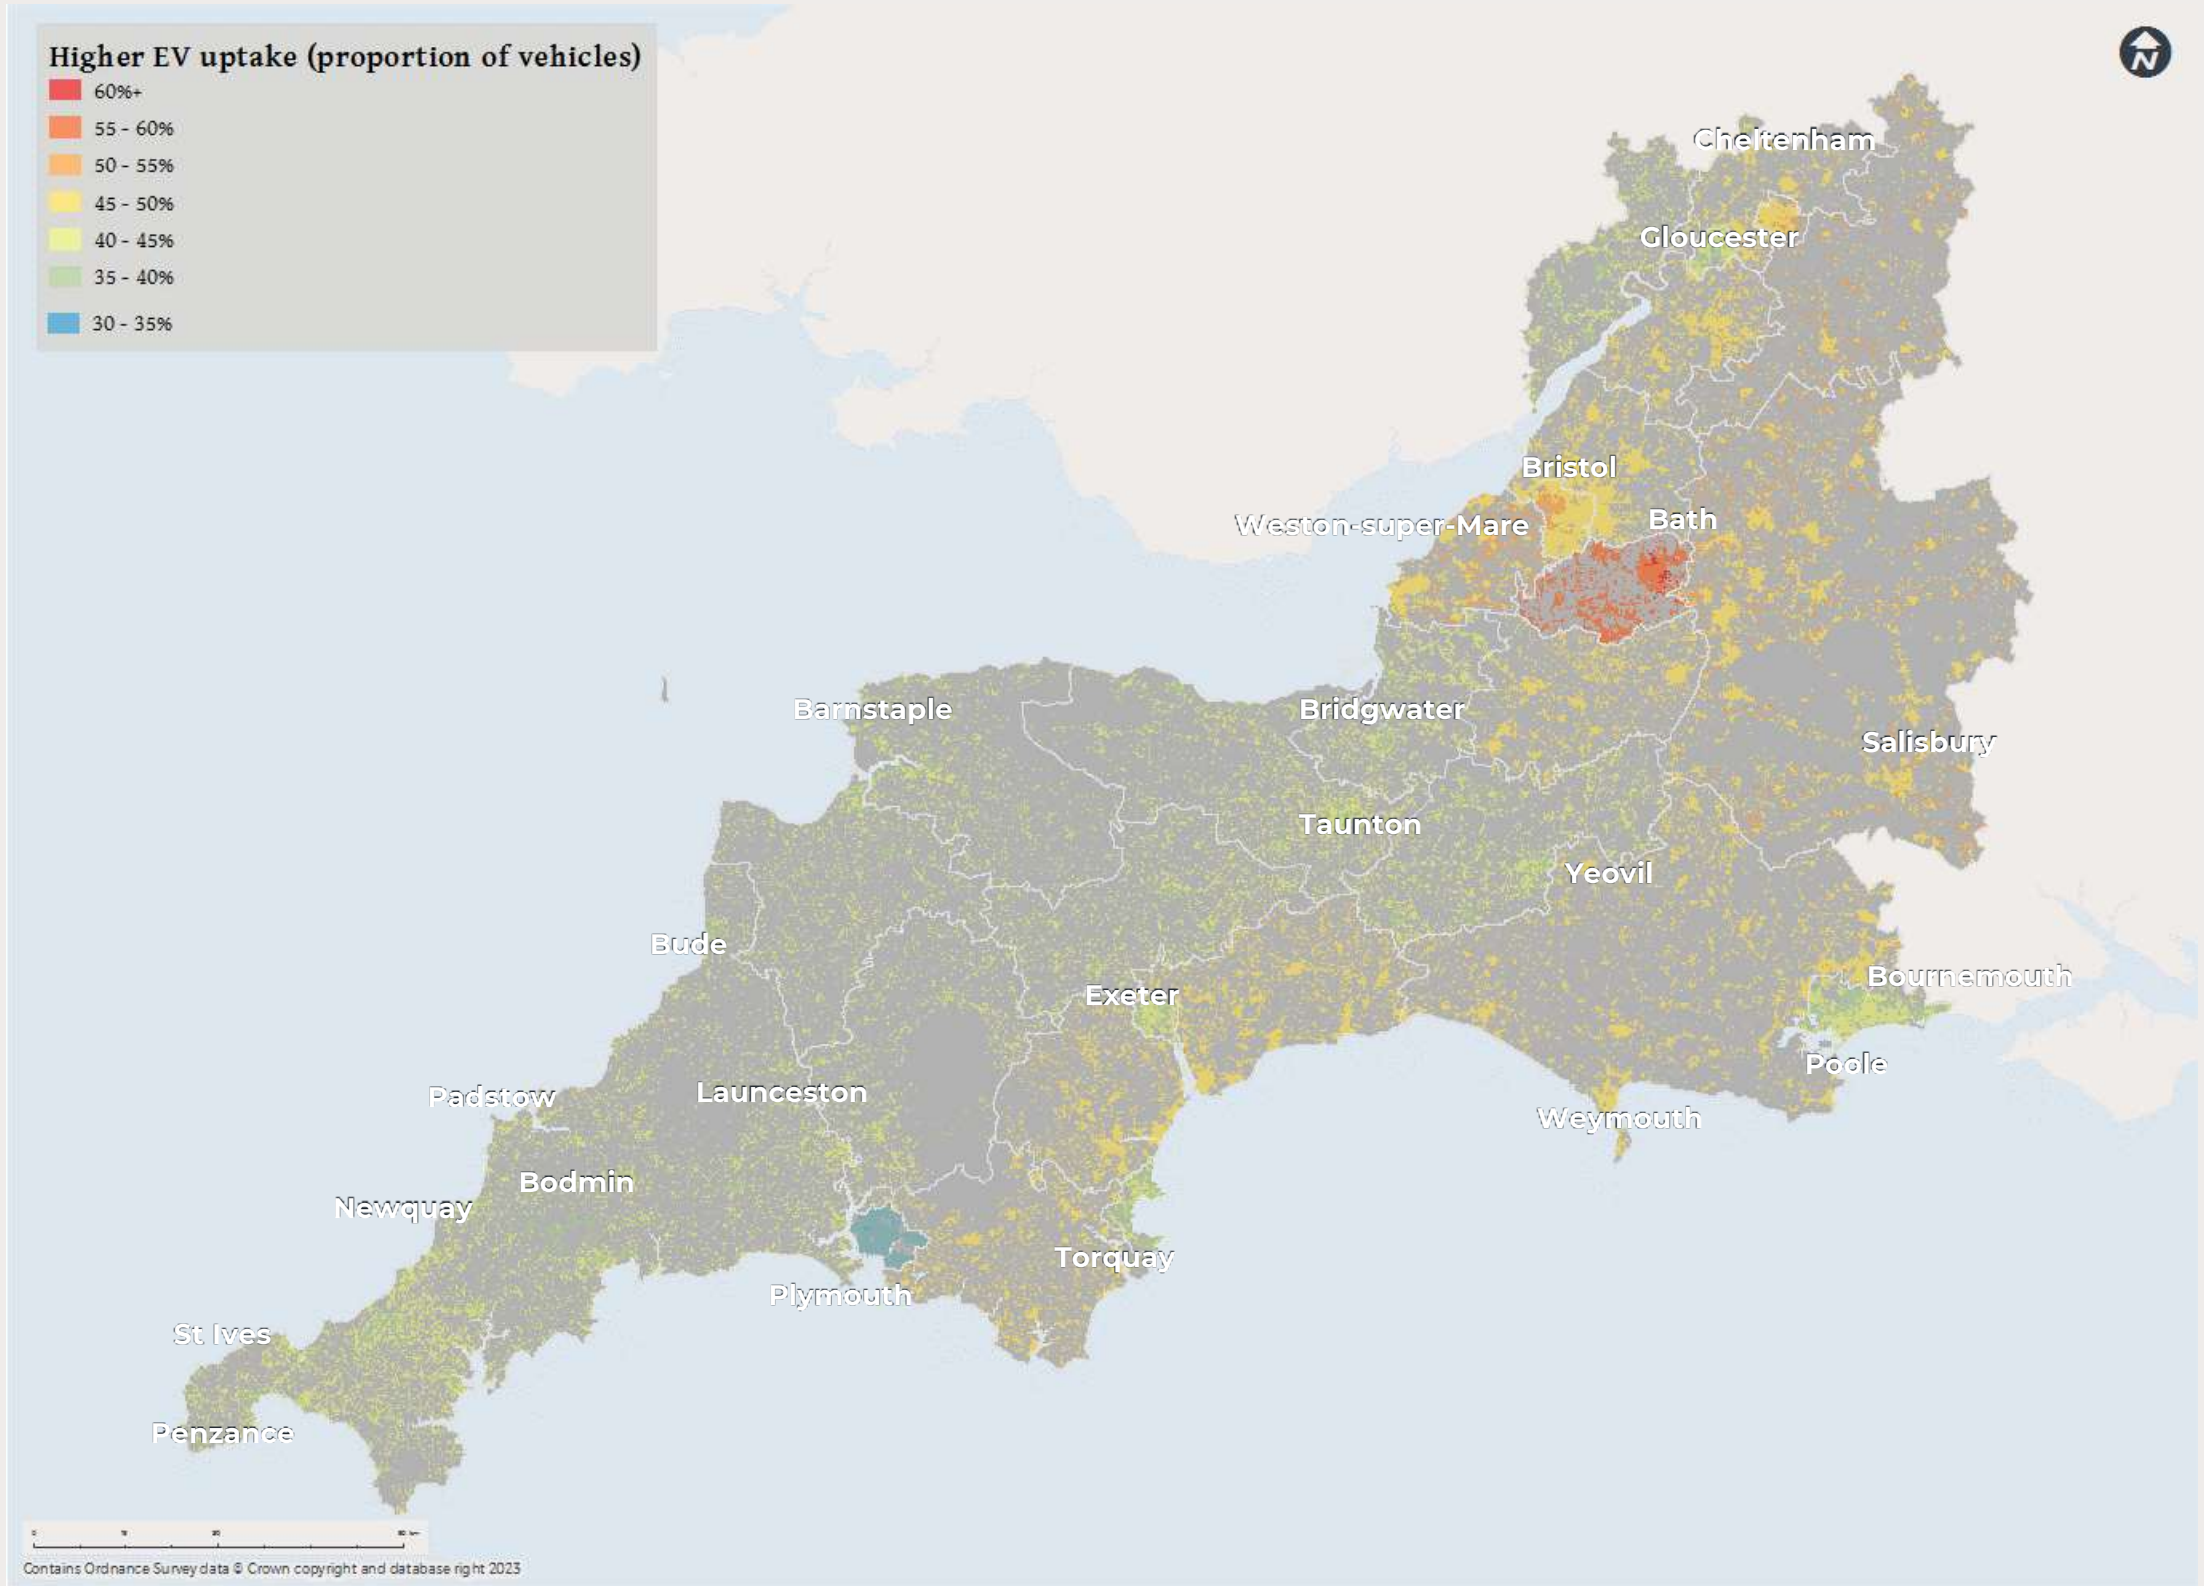 Higher EV uptake (proportion of vehicles)
60%+
55 - 60%
50 - 55%
45 - 50%
40 - 45%
35 - 40%
30 - 35%
N
Cheltenham
Gloucester
Bristol
Weston-super-Mare
Bath
Barnstaple
Bridgwater
Salisbury
Taunton
Yeovil
Bude
Exeter
Bournemouth
Poole
Padstow
Launceston
Weymouth
Bodmin
Newquay
Torquay
Plymouth
St Ives
Penzance
Contains Ordnance Survey data © Crown copyright and database right 2023